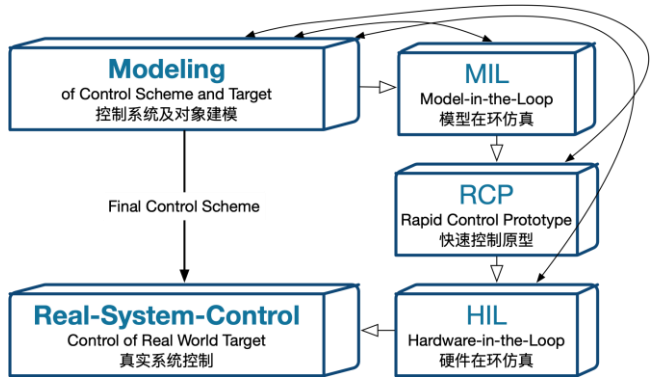 Modeling
of Control Scheme and Target
控制系统及对象建模
MIL
Model-in-the-Loop
模型在环仿真
RCP
Rapid Control Prototype
快速控制原型
Final Control Scheme
Real-System-Control
Control of Real World Target
真实系统控制
HIL
Hardware-in-the-Loop
硬件在环仿真